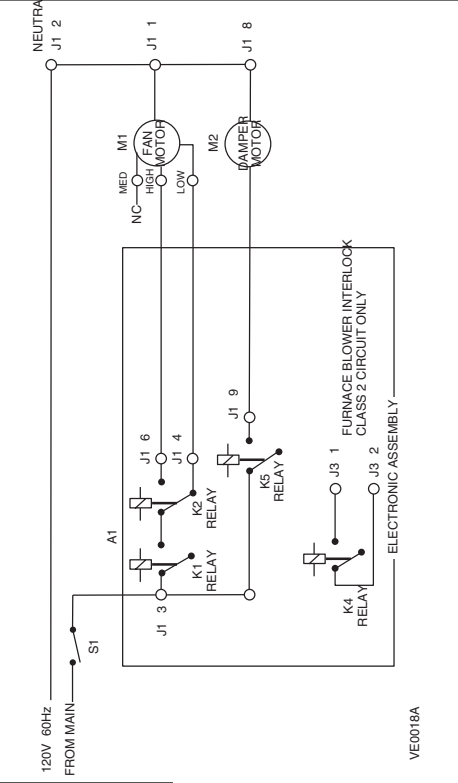 NEUTRA
J1 2
J1 1
J1 8
M1
FAN
MOTOR
M2
DAMPER
MOTOR
MED
HIGH
LOW
NC
A1
J1 6
J1 4
J1 9
K2
RELAY
K1
RELAY
K5
RELAY
J1 3
S1
FURNACE BLOWER INTERLOCK
CLASS 2 CIRCUIT ONLY
J3 1
J3 2
K4
RELAY
ELECTRONIC ASSEMBLY
120V 60Hz
FROM MAIN
VE0018A